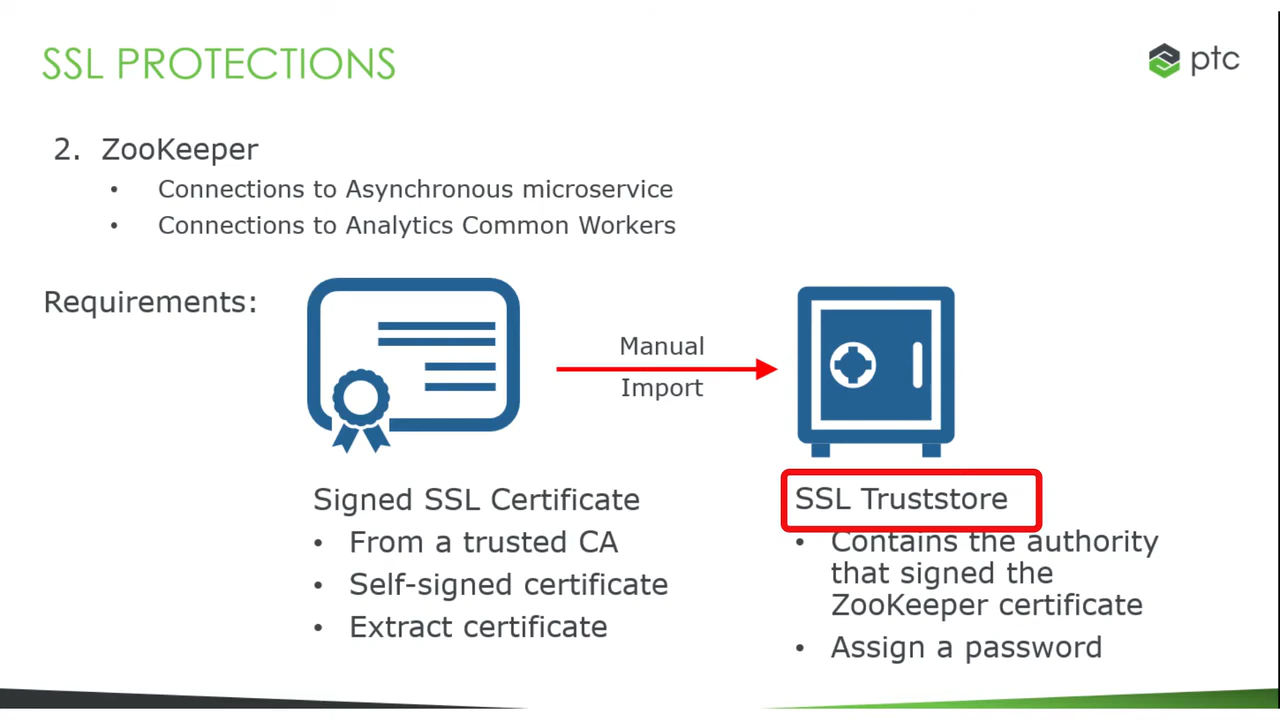 SSL PROTECTIONS
ptc
2. ZooKeeper
• Connections to Asynchronous microservice
• Connections to Analytics Common Workers
Requirements:
Manual
Import
Signed SSL Certificate
• From a trusted CA
• Self-signed certificate
• Extract certificate
SSL Truststore
• Contains the authority
that signed the
ZooKeeper certificate
• Assign a password